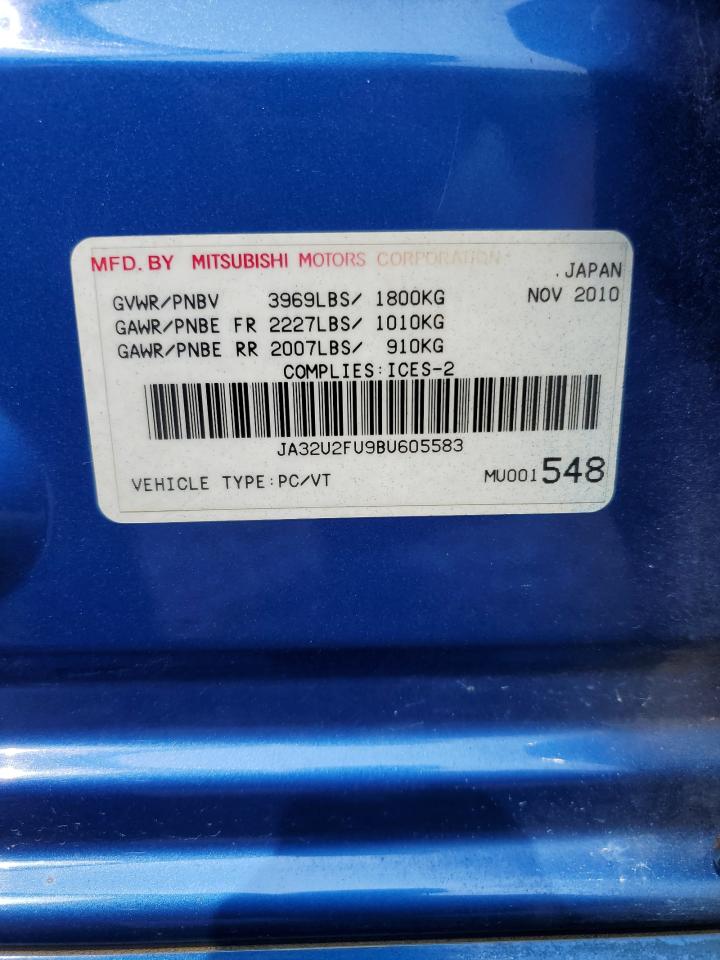 MFD. BY MITSUBISHI MOTORS CORPORATION
. JAPAN
GVWR/PNBV 3969LBS/ 1800KG NOV 2010
GAWR/PNBE FR 2227LBS/ 1010KG
GAWR/PNBE RR 2007LBS/ 910KG
COMPLIES:ICES-2
JA32U2FU9BU605583
VEHICLE TYPE:PC/VT MU001548